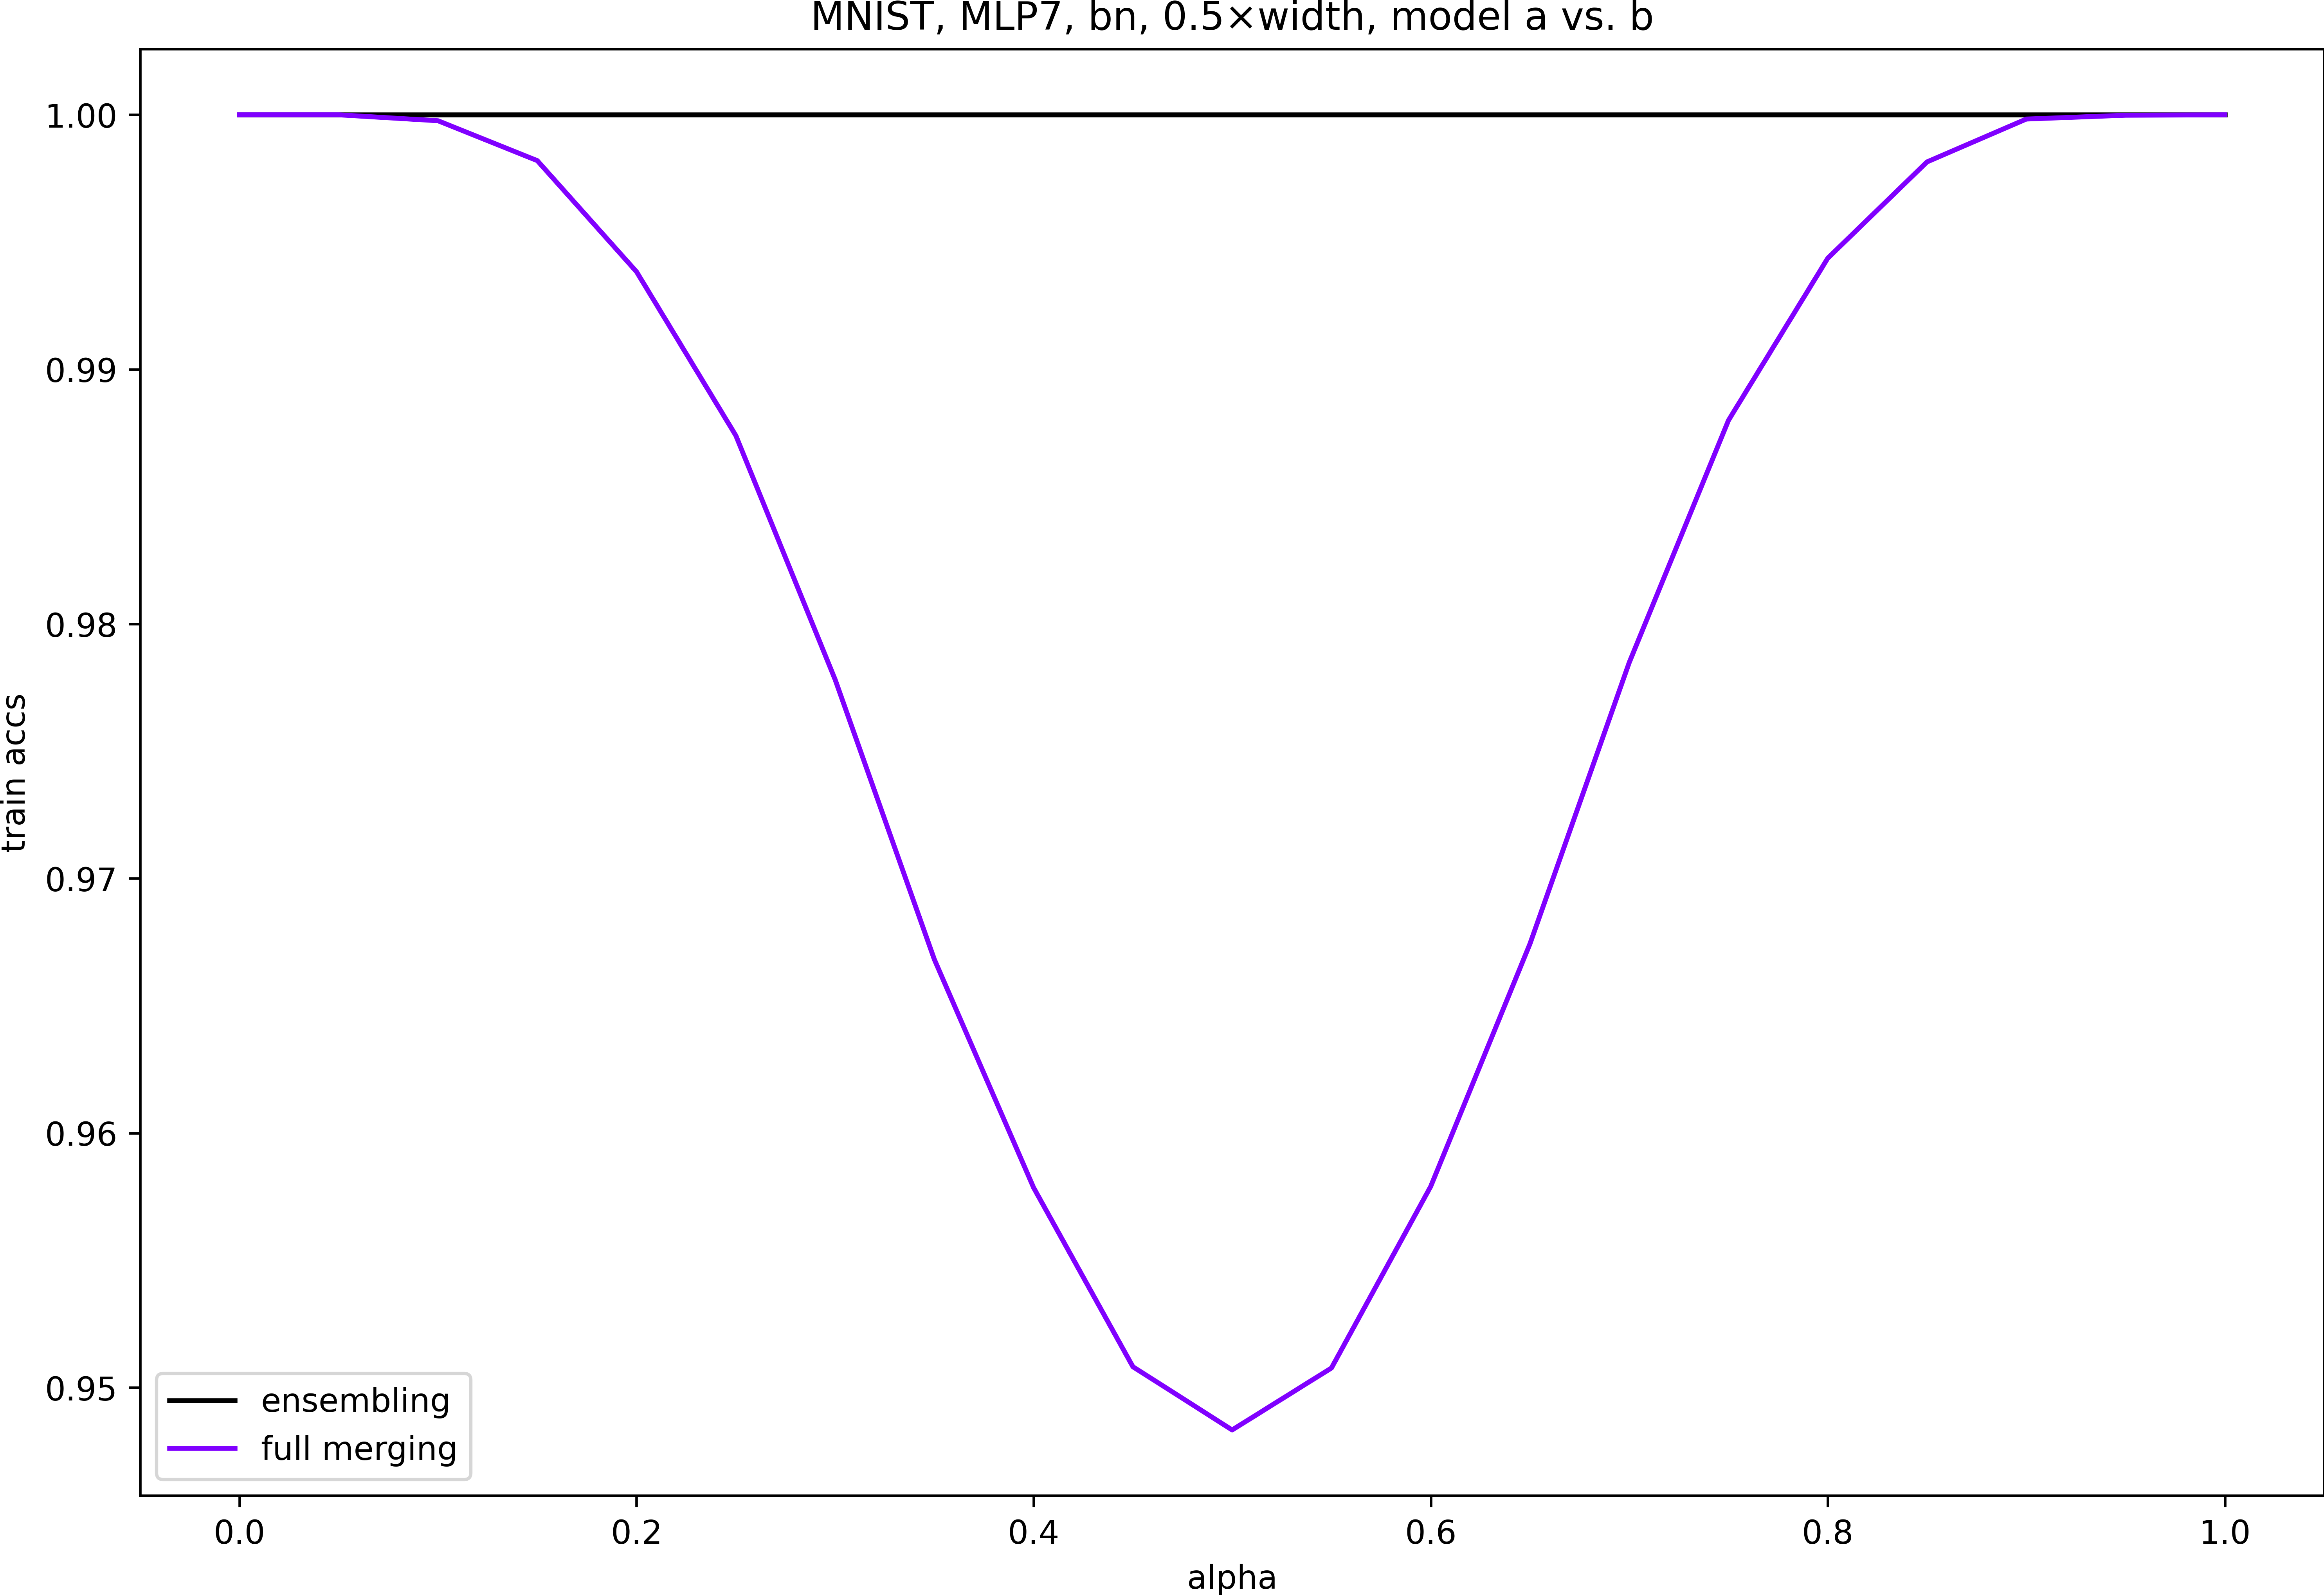 MNIST, MLP7, bn, 0.5×width, model a vs. b
1.00
0.99
0.98
0.97
0.96
0.95
train accs
ensembling
full merging
0.0 0.2 0.4 0.6 0.8 1.0
alpha